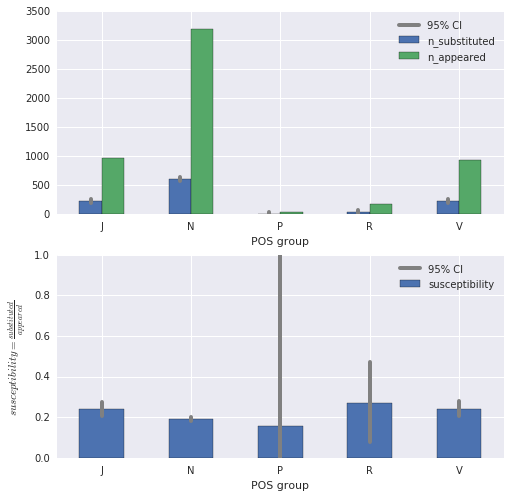 3500
3000
2500
2000
1500
1000
500
0
95% CI
n_substituted
n_appeared
J N P R V
POS group
1.0
0.8
0.6
0.4
0.2
0.0
susceptibility = substituted / appeared
95% CI
susceptibility
J N P R V
POS group